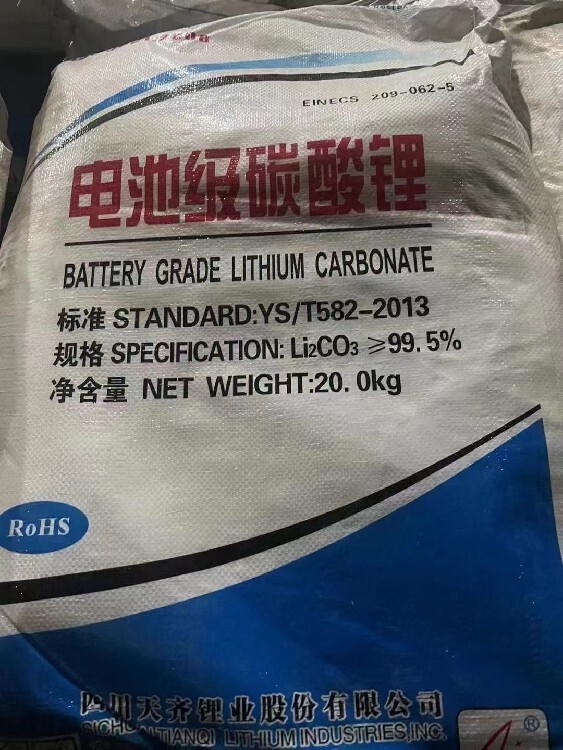 EINECS 209-062-5
电池级碳酸锂
BATTERY GRADE LITHIUM CARBONATE
标准 STANDARD:YS/T582-2013
规格 SPECIFICATION: Li₂CO₃ ≥99.5%
净含量 NET WEIGHT:20.0kg
RoHS
四川天齐锂业股份有限公司
SICHUANTIANQI LITHIUM INDUSTRIES,INC.
®